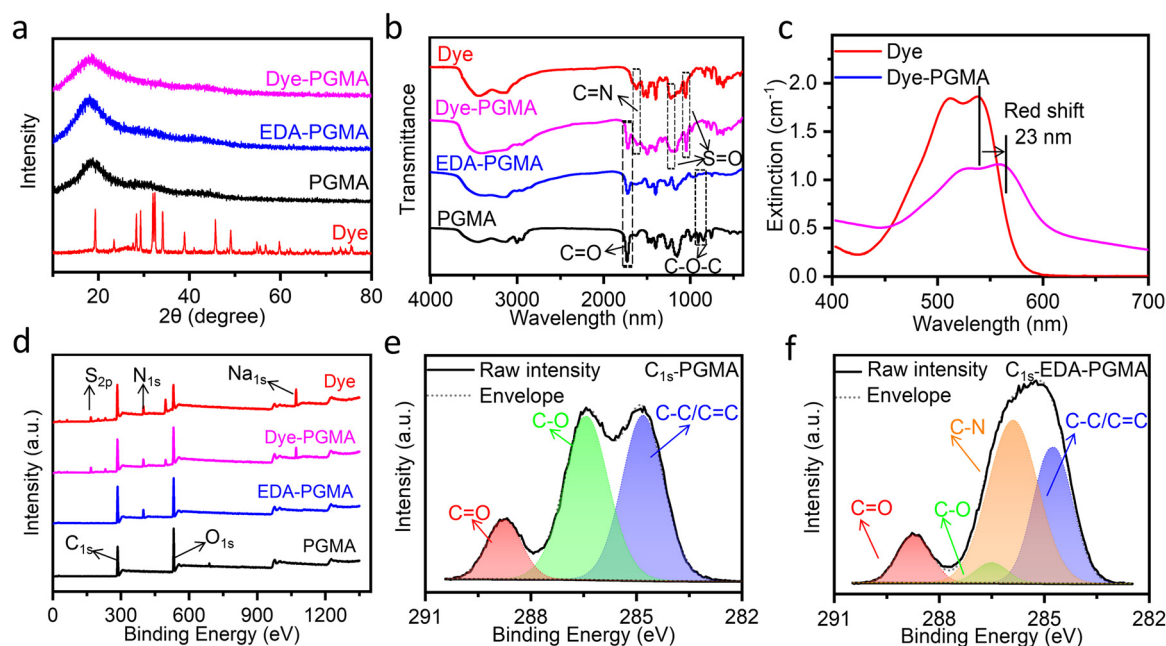 a
Intensity
Dye-PGMA
EDA-PGMA
PGMA
Dye
20 40 60 80
2θ (degree)
b
Transmittance
Dye
C=N
Dye-PGMA
S=O
EDA-PGMA
PGMA
C=O
C-O-C
4000 3000 2000 1000
Wavelength (nm)
c
Extinction (cm⁻¹)
Dye
Dye-PGMA
Red shift
23 nm
2.0
1.5
1.0
0.5
0.0
400 500 600 700
Wavelength (nm)
d
Intensity (a.u.)
S2p
N1s
Na1s
Dye
Dye-PGMA
EDA-PGMA
C1s
O1s
PGMA
0 300 600 900 1200
Binding Energy (eV)
e
Intensity (a.u.)
Raw intensity
C1s-PGMA
Envelope
C-O
C-C/C=C
C=O
291 288 285 282
Binding Energy (eV)
f
Intensity (a.u.)
Raw intensity
C1s-EDA-PGMA
Envelope
C-N
C-C/C=C
C=O
C-O
291 288 285 282
Binding Energy (eV)